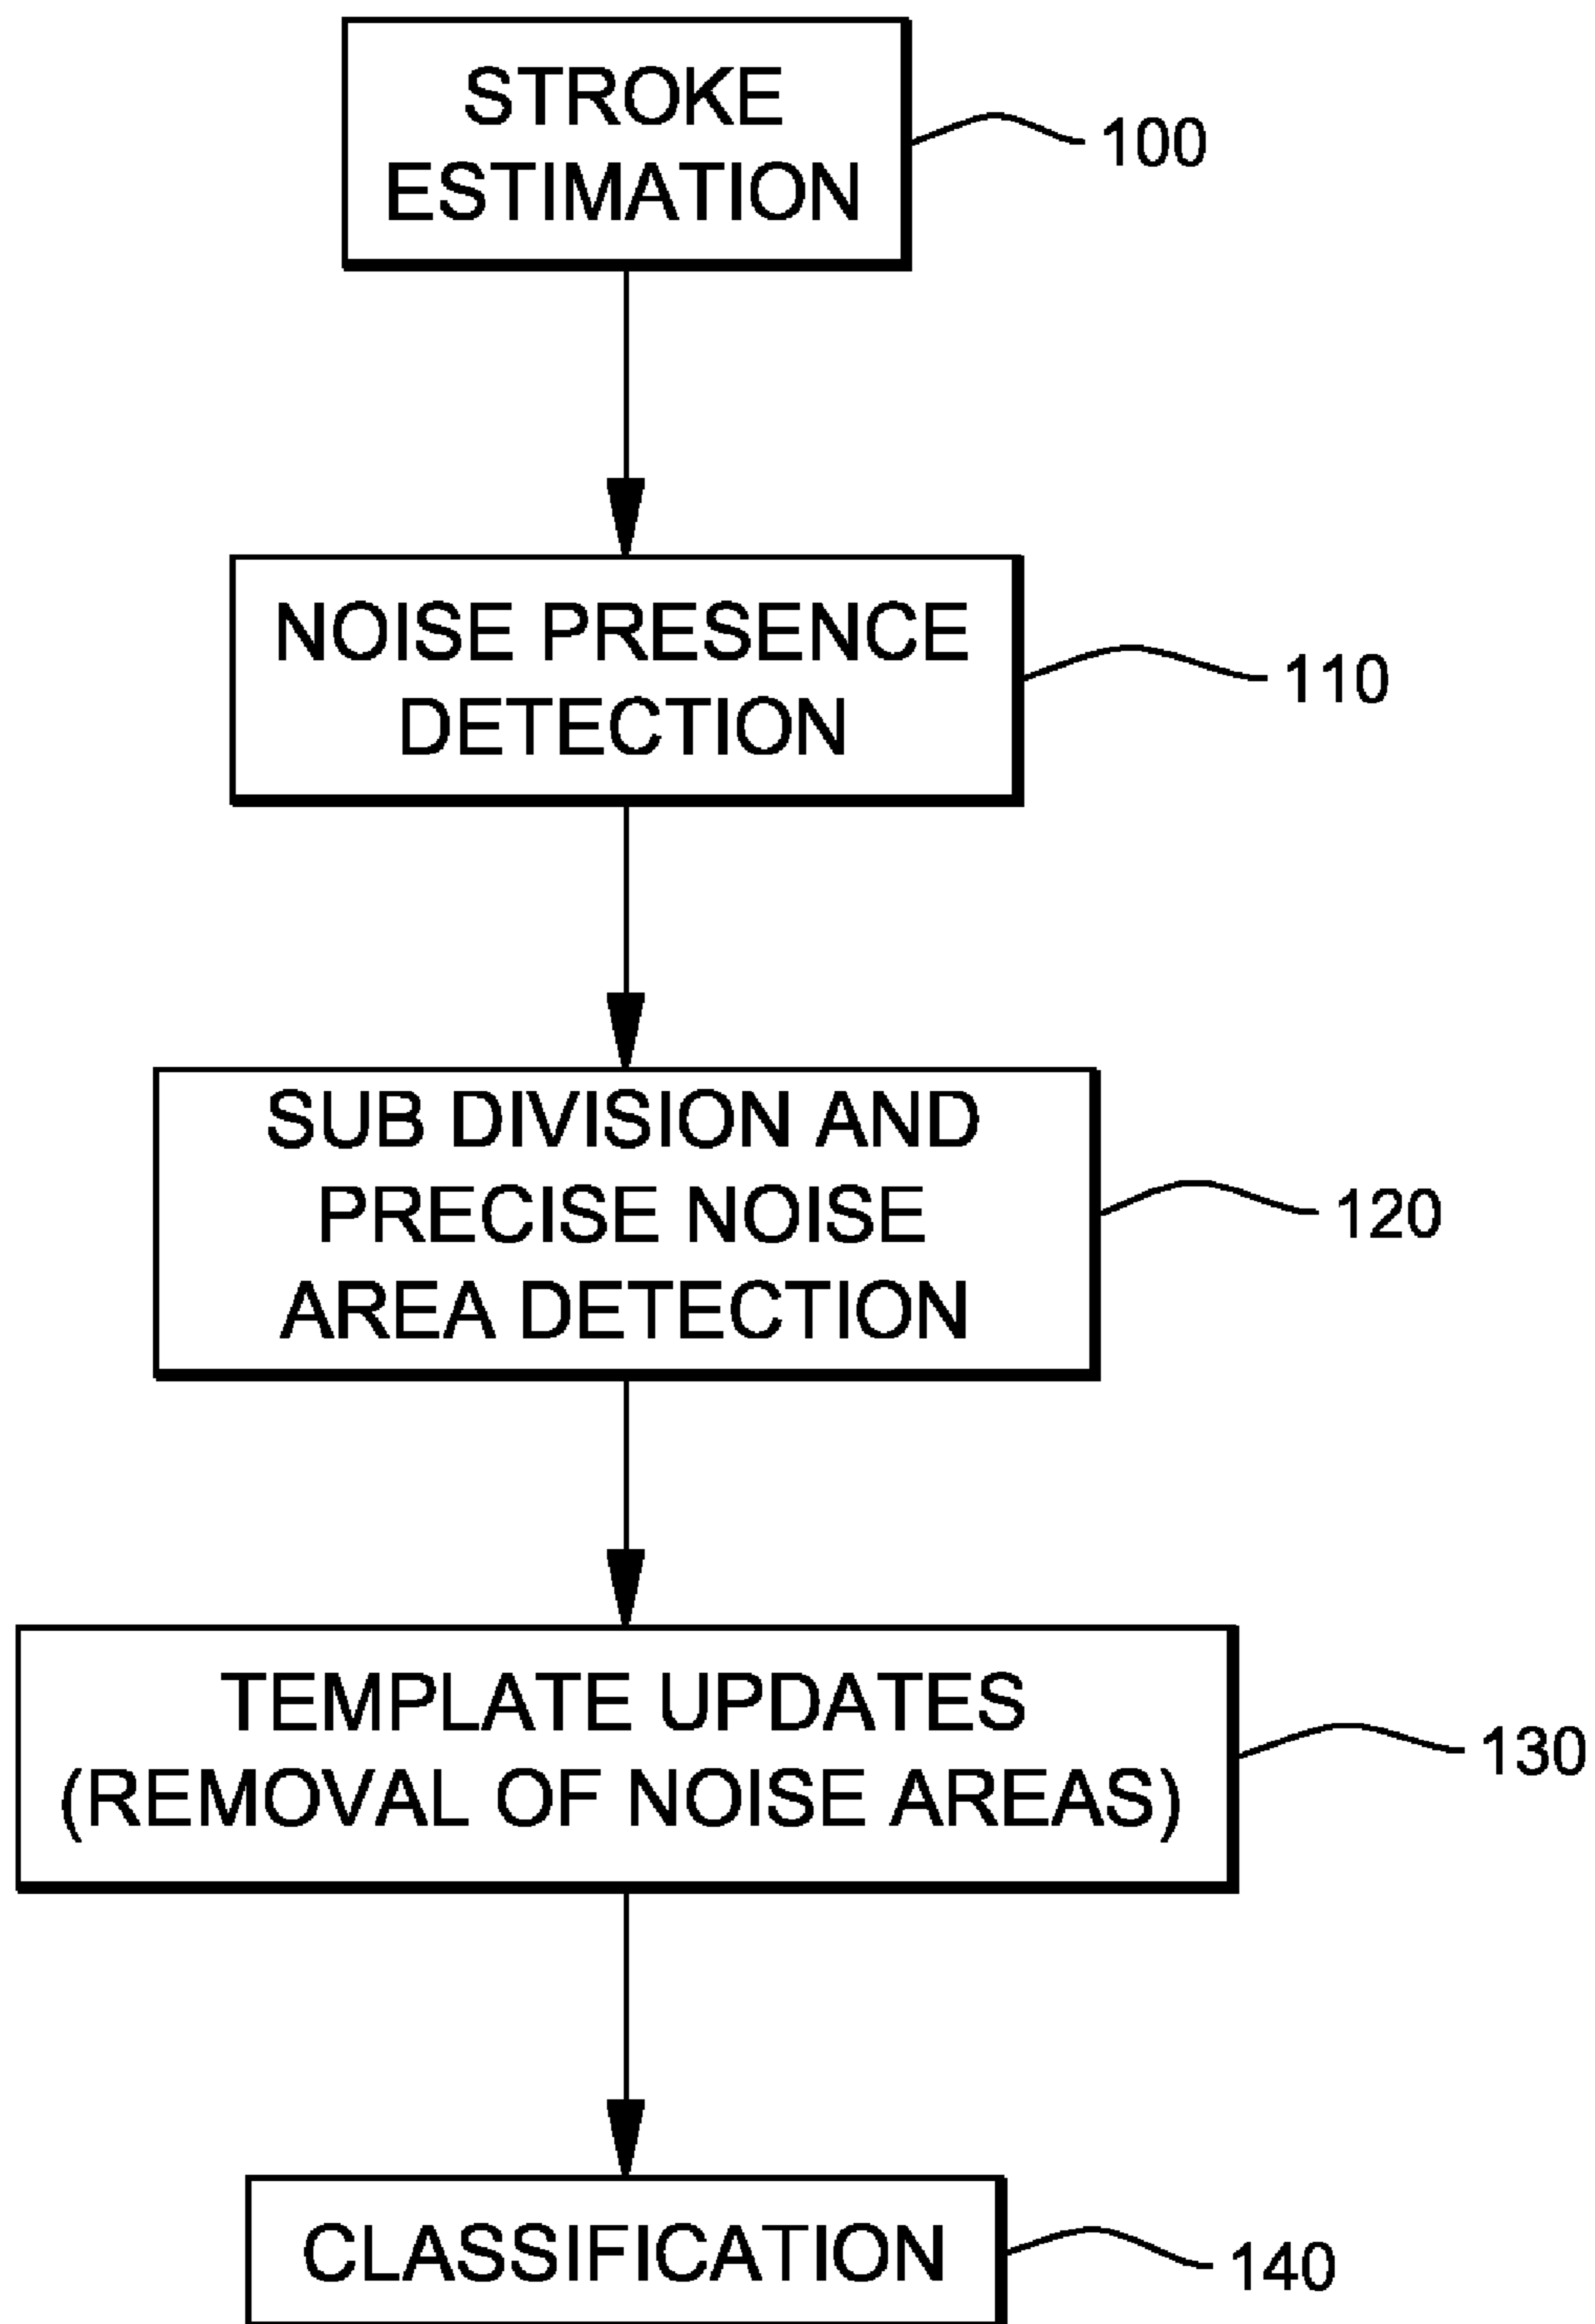 STROKE
ESTIMATION
100
NOISE PRESENCE
DETECTION
110
SUB DIVISION AND
PRECISE NOISE
AREA DETECTION
120
TEMPLATE UPDATES
(REMOVAL OF NOISE AREAS)
130
CLASSIFICATION
140